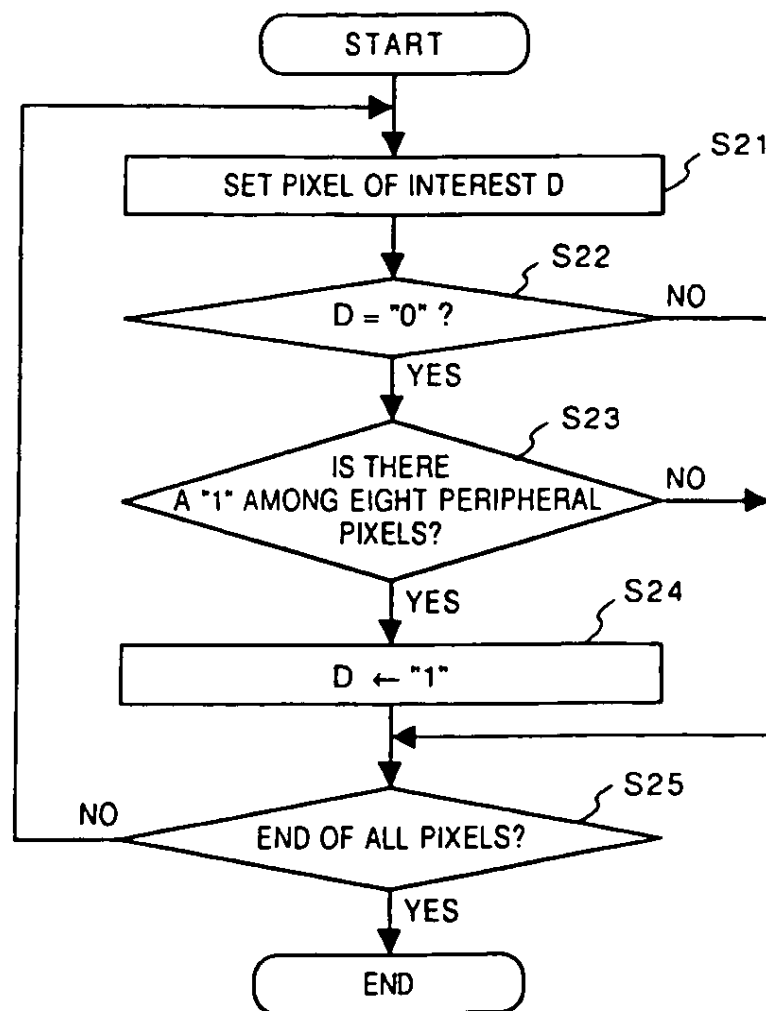 START
S21
SET PIXEL OF INTEREST D
S22
D = "0" ?
NO
YES
S23
IS THERE
A "1" AMONG EIGHT PERIPHERAL
PIXELS?
NO
YES
S24
D ← "1"
S25
NO
END OF ALL PIXELS?
YES
END